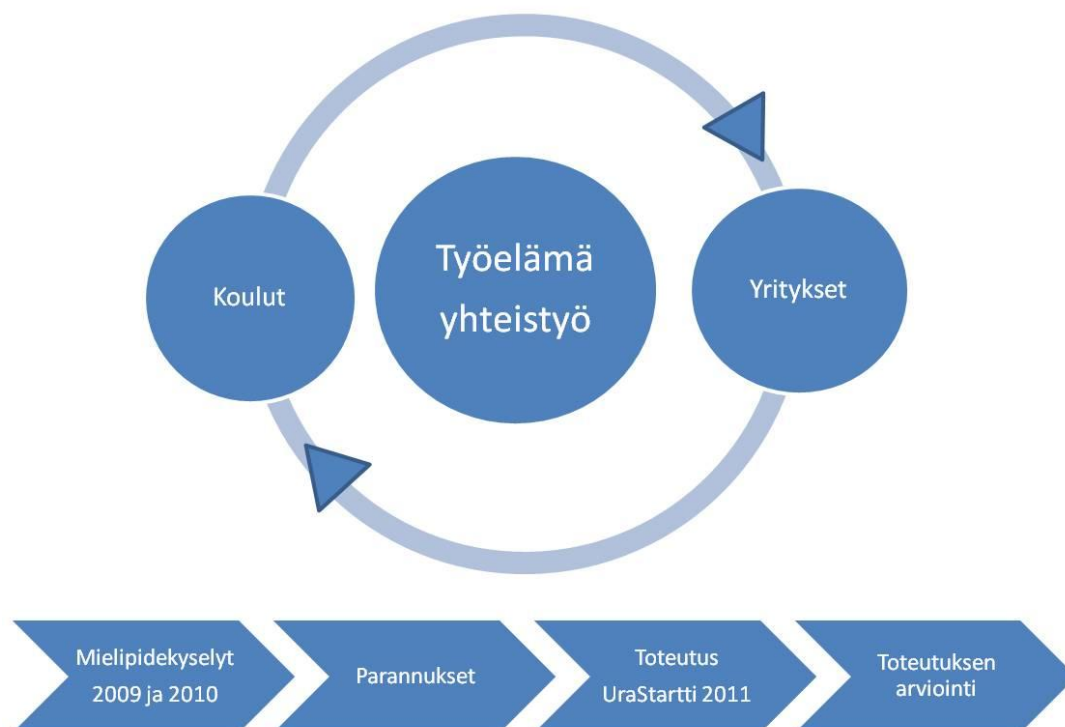 Koulut
Työelämä
yhteistyö
Yritykset
Mielipidekyselyt
2009 ja 2010
Parannukset
Toteutus
UraStartti 2011
Toteutuksen
arviointi